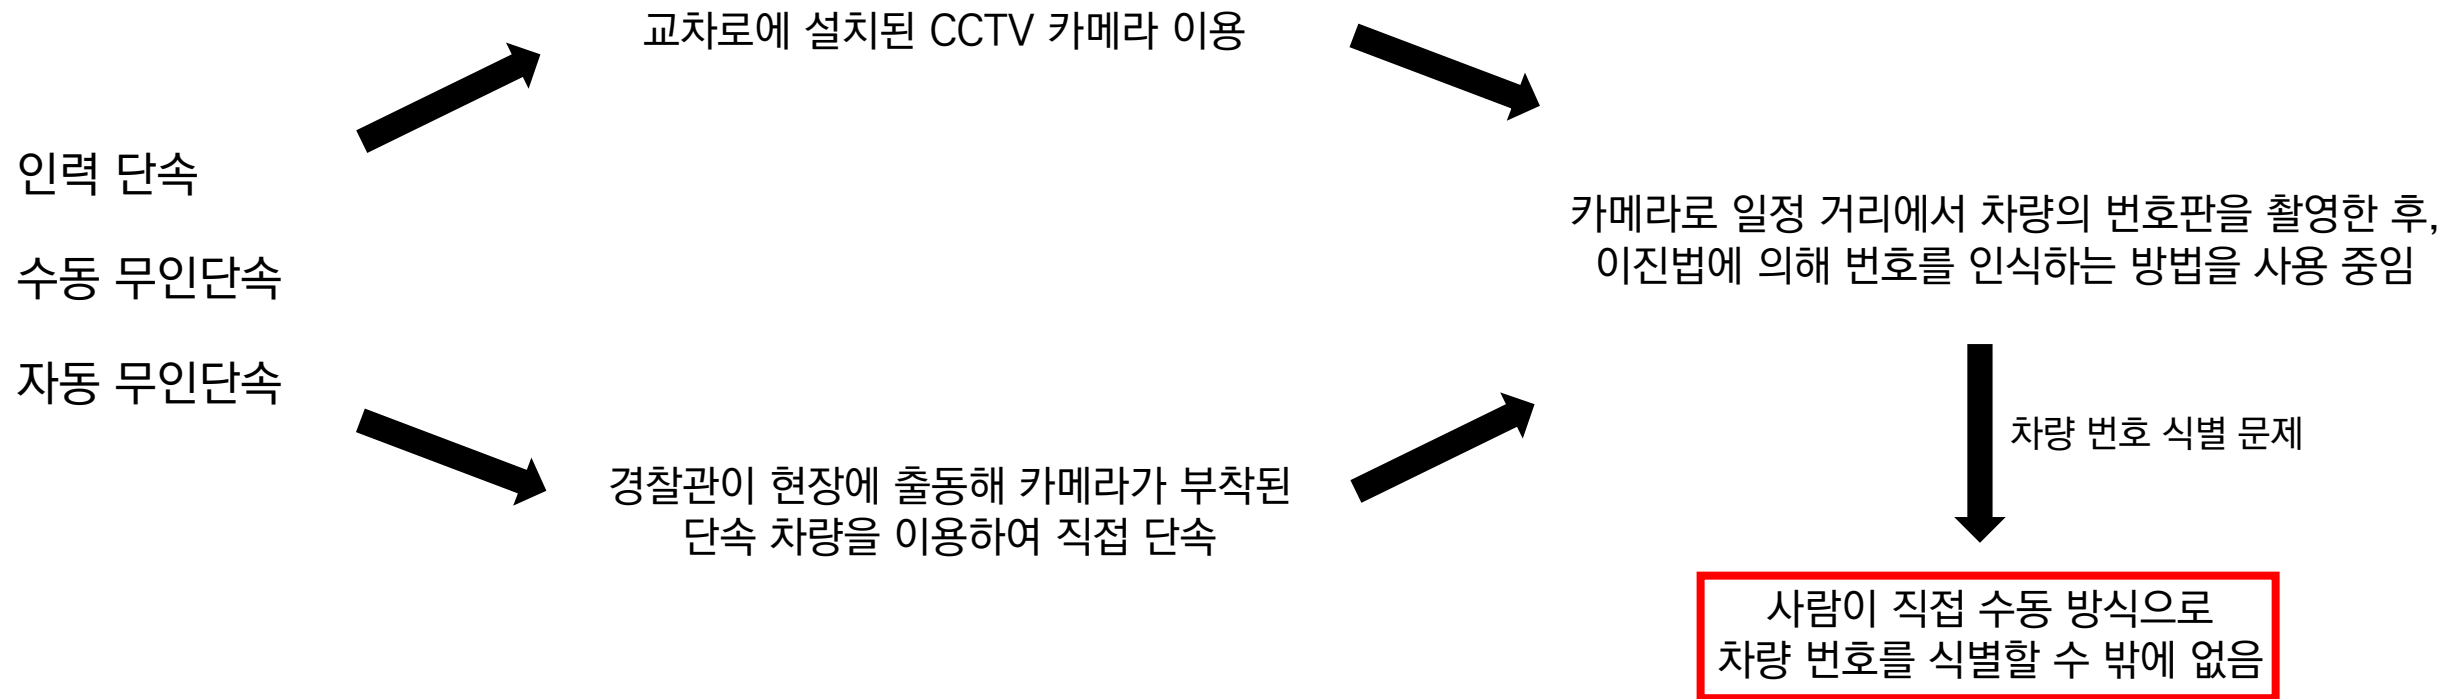 인력 단속
수동 무인단속
자동 무인단속
교차로에 설치된 CCTV 카메라 이용
경찰관이 현장에 출동해 카메라가 부착된
단속 차량을 이용하여 직접 단속
카메라로 일정 거리에서 차량의 번호판을 촬영한 후,
이진법에 의해 번호를 인식하는 방법을 사용 중임
차량 번호 식별 문제
사람이 직접 수동 방식으로
차량 번호를 식별할 수 밖에 없음